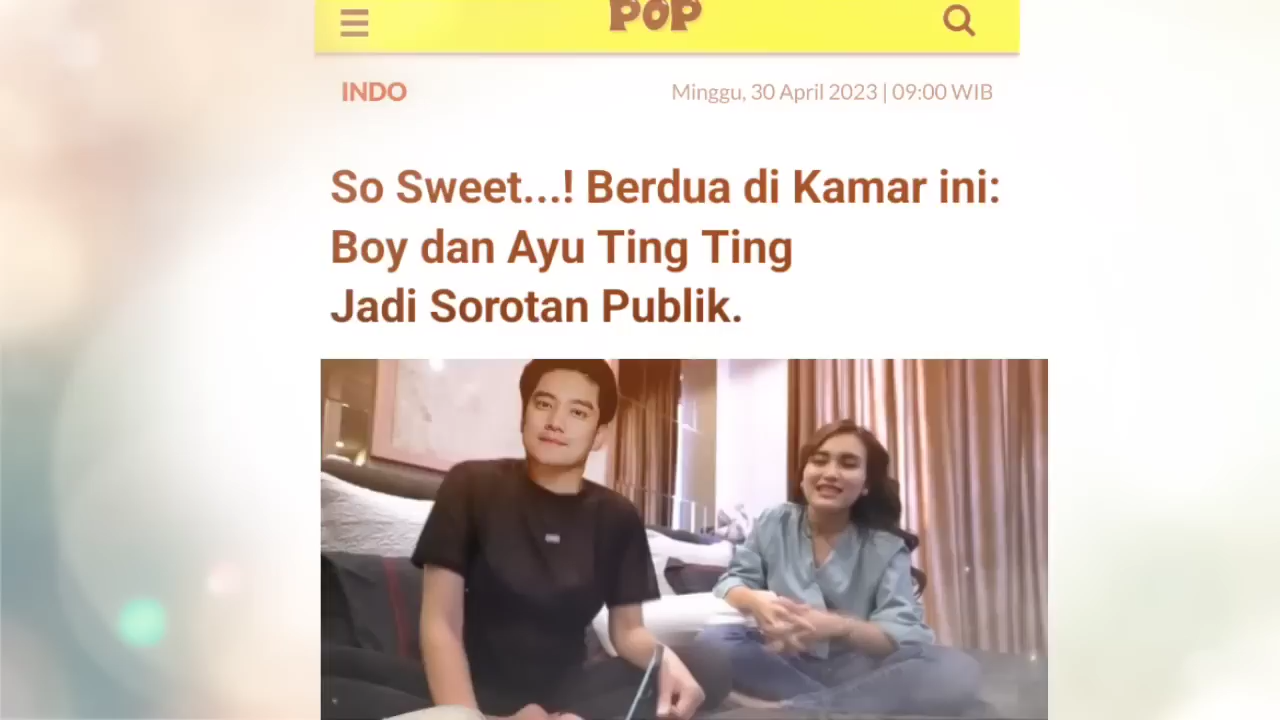 POP
INDO
Minggu, 30 April 2023 | 09:00 WIB
So Sweet...! Berdua di Kamar ini:
Boy dan Ayu Ting Ting
Jadi Sorotan Publik.